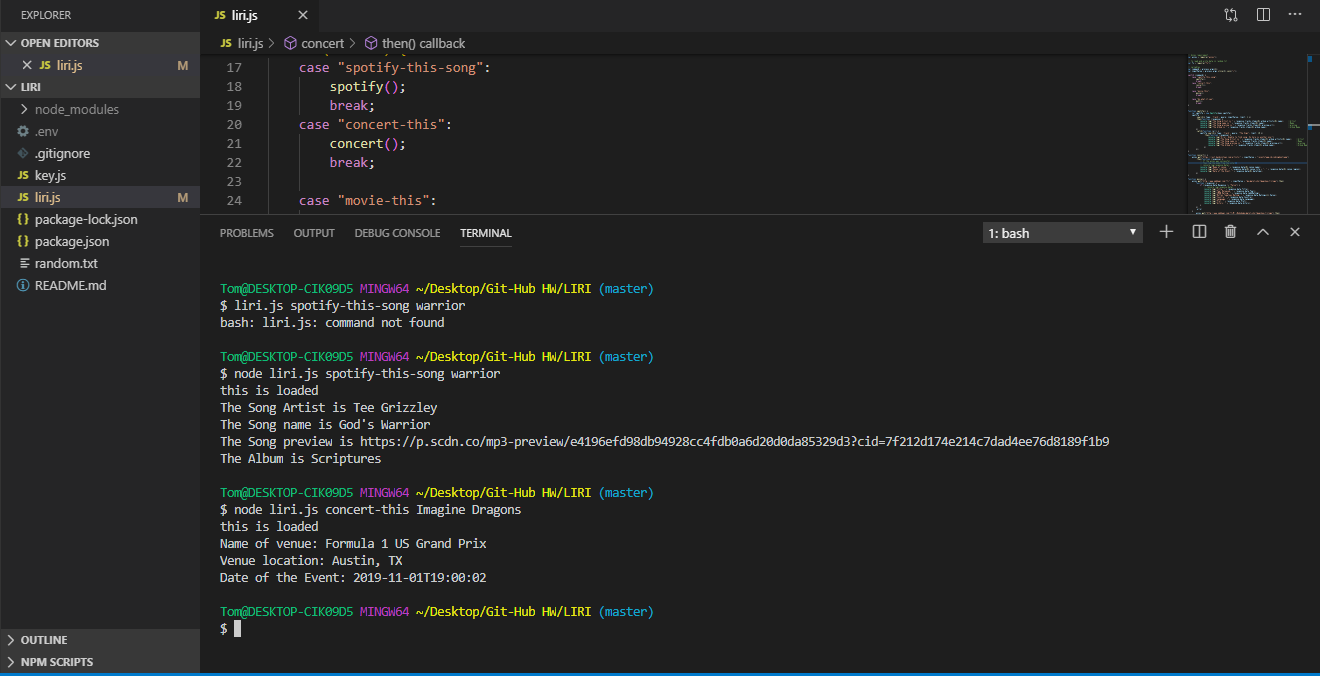 EXPLORER
OPEN EDITORS
JS liri.js M
LIRI
node_modules
.env
.gitignore
JS key.js
JS liri.js M
{} package-lock.json
{} package.json
random.txt
README.md
OUTLINE
NPM SCRIPTS
JS liri.js
JS liri.js > concert > then() callback
17 case "spotify-this-song":
18 spotify();
19 break;
20 case "concert-this":
21 concert();
22 break;
23
24 case "movie-this":
PROBLEMS OUTPUT DEBUG CONSOLE TERMINAL 1: bash
Tom@DESKTOP-CIK09D5 MINGW64 ~/Desktop/Git-Hub HW/LIRI (master)
$ liri.js spotify-this-song warrior
bash: liri.js: command not found
Tom@DESKTOP-CIK09D5 MINGW64 ~/Desktop/Git-Hub HW/LIRI (master)
$ node liri.js spotify-this-song warrior
this is loaded
The Song Artist is Tee Grizzley
The Song name is God's Warrior
The Song preview is https://p.scdn.co/mp3-preview/e4196efd98db94928cc4fdb0a6d20d0da85329d3?cid=7f212d174e214c7dad4ee76d8189f1b9
The Album is Scriptures
Tom@DESKTOP-CIK09D5 MINGW64 ~/Desktop/Git-Hub HW/LIRI (master)
$ node liri.js concert-this Imagine Dragons
this is loaded
Name of venue: Formula 1 US Grand Prix
Venue location: Austin, TX
Date of the Event: 2019-11-01T19:00:02
Tom@DESKTOP-CIK09D5 MINGW64 ~/Desktop/Git-Hub HW/LIRI (master)
$